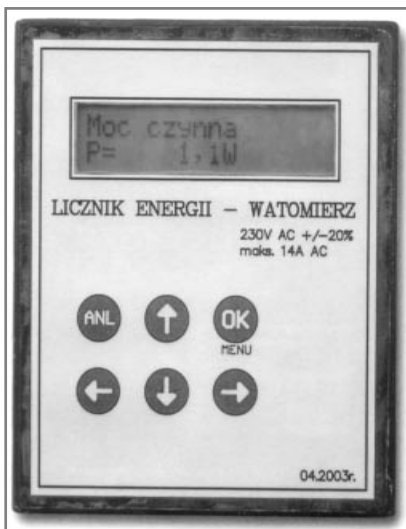 Moc czynna
P= 1,1W
LICZNIK ENERGII – WATOMIERZ
230V AC +/-20%
maks. 14A AC
ANL
OK
MENU
04.2003r.